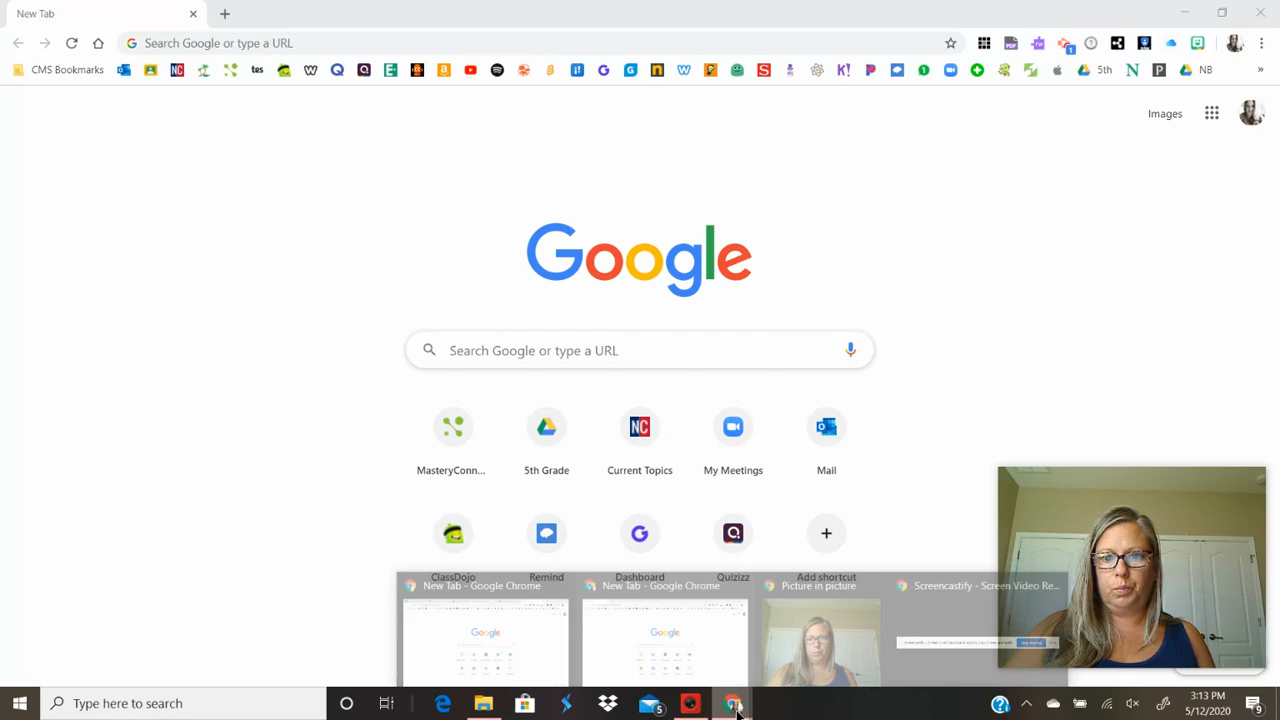 New Tab
Search Google or type a URL
CMS Bookmarks
tes
5th
NB
Images
Google
Search Google or type a URL
MasteryConn...
5th Grade
Current Topics
My Meetings
Mail
ClassDojo
Remind
Dashboard
Quizizz
Add shortcut
New Tab - Google Chrome
New Tab - Google Chrome
Picture in picture
Screencastify - Screen Video Re...
Type here to search
5
3:13 PM
5/12/2020
9